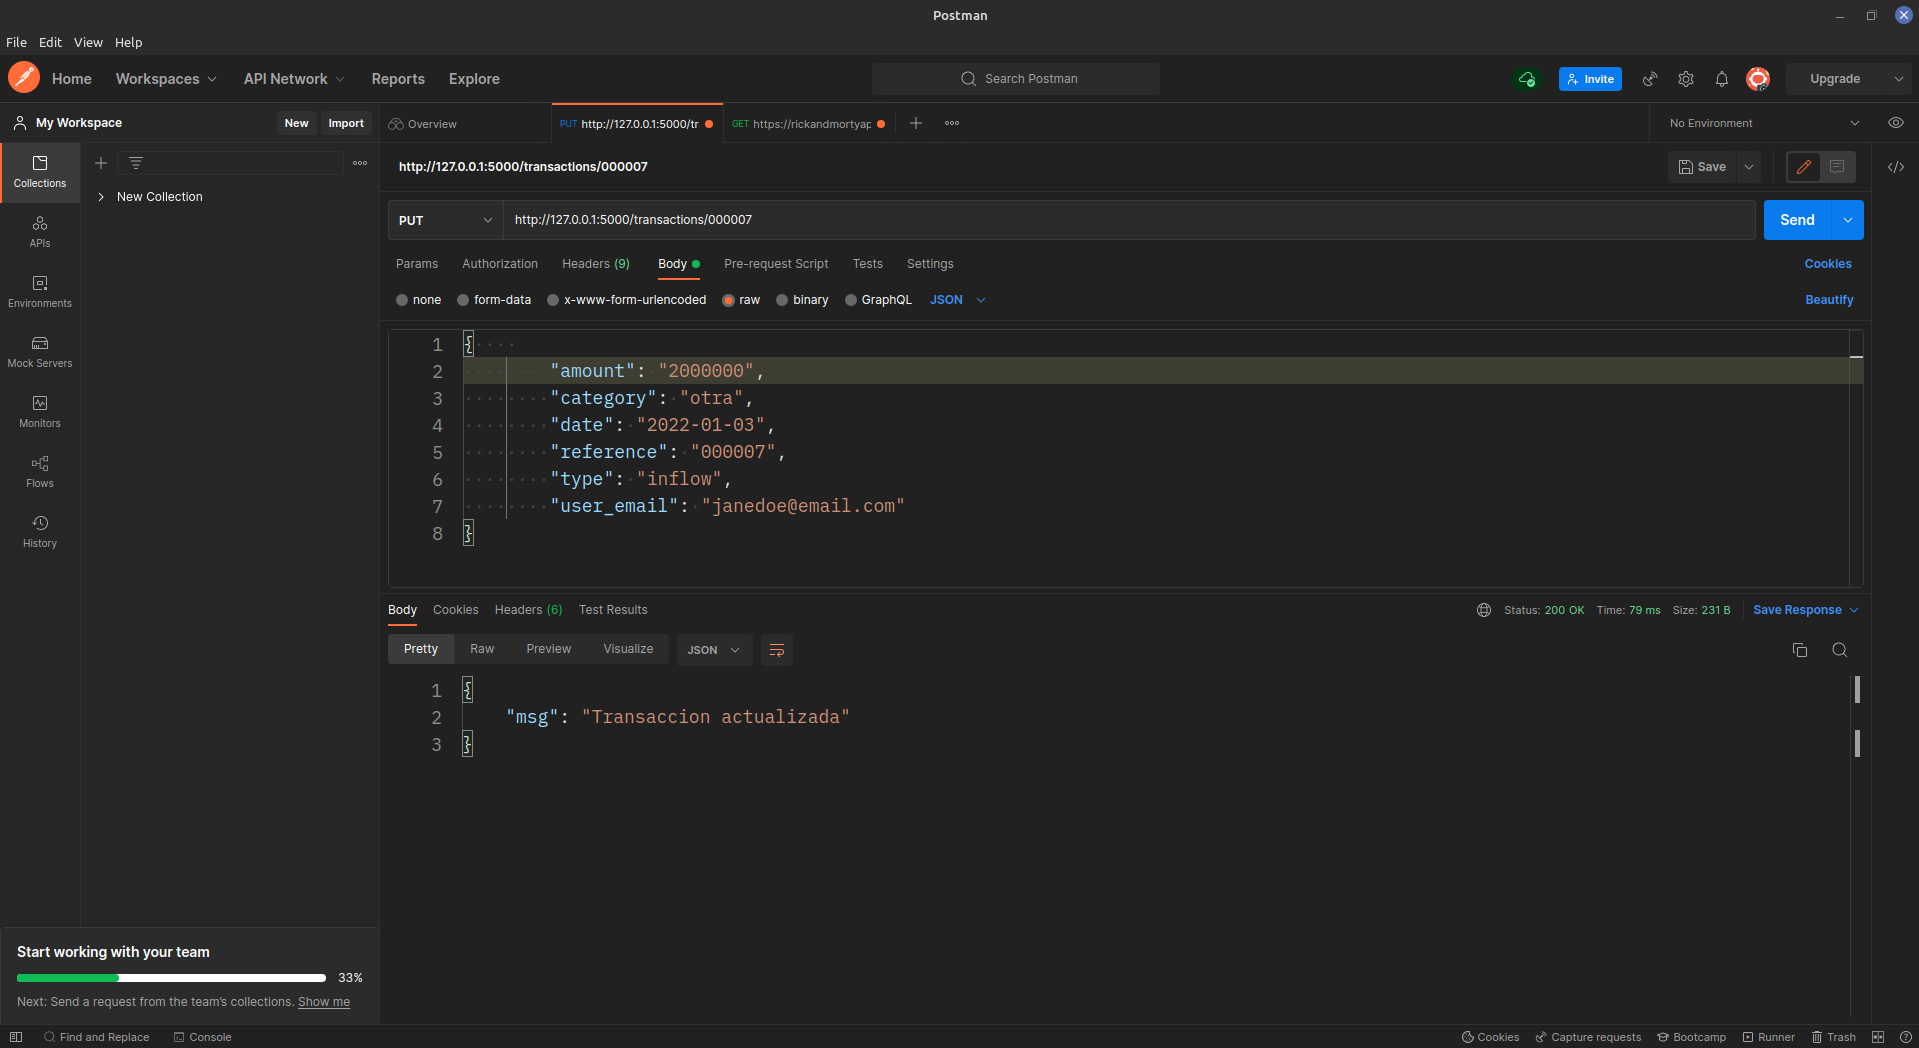 Postman
File Edit View Help
Home Workspaces API Network Reports Explore Search Postman Invite Upgrade
My Workspace New Import Overview PUT http://127.0.0.1:5000/tr GET https://rickandmortyap No Environment
Collections
New Collection
APIs
Environments
Mock Servers
Monitors
Flows
History
http://127.0.0.1:5000/transactions/000007 Save
PUT http://127.0.0.1:5000/transactions/000007 Send
Params Authorization Headers (9) Body Pre-request Script Tests Settings Cookies
none form-data x-www-form-urlencoded raw binary GraphQL JSON Beautify
1 {
2 "amount": "2000000",
3 "category": "otra",
4 "date": "2022-01-03",
5 "reference": "000007",
6 "type": "inflow",
7 "user_email": "janedoe@email.com"
8 }
Body Cookies Headers (6) Test Results Status: 200 OK Time: 79 ms Size: 231 B Save Response
Pretty Raw Preview Visualize JSON
1 {
2 "msg": "Transaccion actualizada"
3 }
Start working with your team
33%
Next: Send a request from the team's collections. Show me
Find and Replace Console Cookies Capture requests Bootcamp Runner Trash